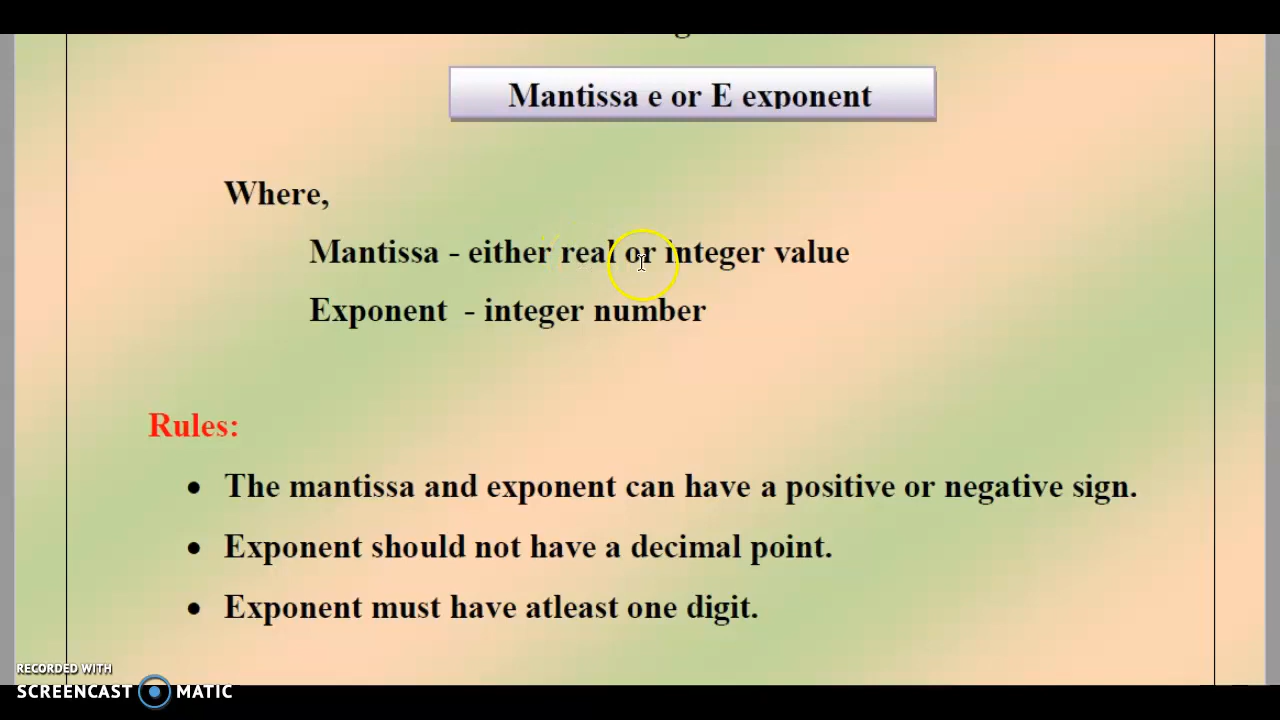 Mantissa e or E exponent
Where,
Mantissa - either real or integer value
Exponent - integer number
Rules:
• The mantissa and exponent can have a positive or negative sign.
• Exponent should not have a decimal point.
• Exponent must have atleast one digit.
RECORDED WITH
SCREENCAST MATIC